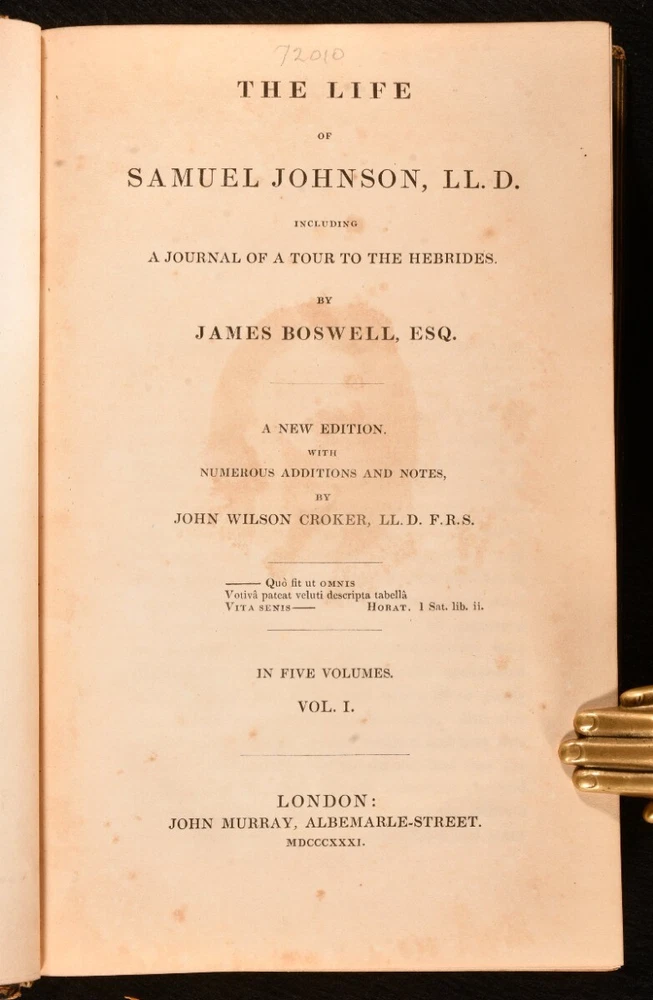 72010
THE LIFE
OF
SAMUEL JOHNSON, LL. D.
INCLUDING
A JOURNAL OF A TOUR TO THE HEBRIDES.
BY
JAMES BOSWELL, ESQ.
A NEW EDITION.
WITH
NUMEROUS ADDITIONS AND NOTES,
BY
JOHN WILSON CROKER, LL. D. F.R.S.
—— Quò fit ut OMNIS
Votivâ pateat veluti descripta tabellâ
VITA SENIS—— HORAT. 1 Sat. lib. ii.
IN FIVE VOLUMES.
VOL. I.
LONDON:
JOHN MURRAY, ALBEMARLE-STREET.
MDCCCXXXI.